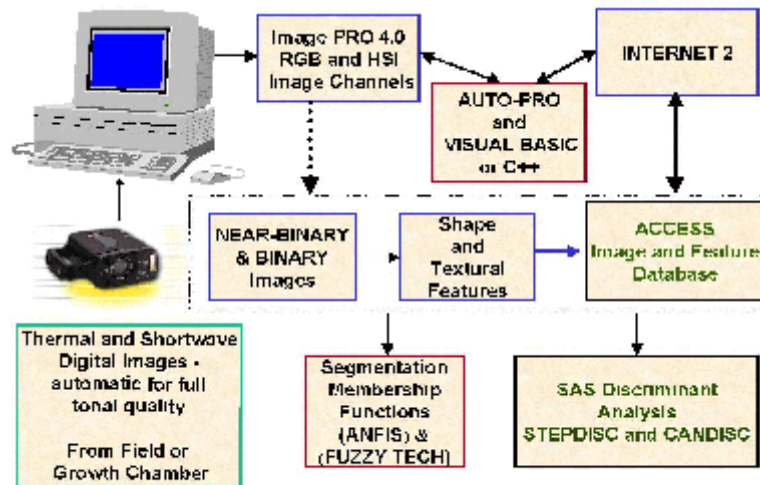 Image PRO 4.0
RGB and HSI
Image Channels
INTERNET 2
AUTO-PRO
and
VISUAL BASIC
or C++
NEAR-BINARY
& BINARY
Images
Shape
and
Textural
Features
ACCESS
Image and Feature
Database
Thermal and Shortwave
Digital Images -
automatic for full
tonal quality
From Field or
Growth Chamber
Segmentation
Membership
Functions
(ANFIS) &
(FUZZY TECH)
SAS Discriminant
Analysis
STEPDISC and CANDISC